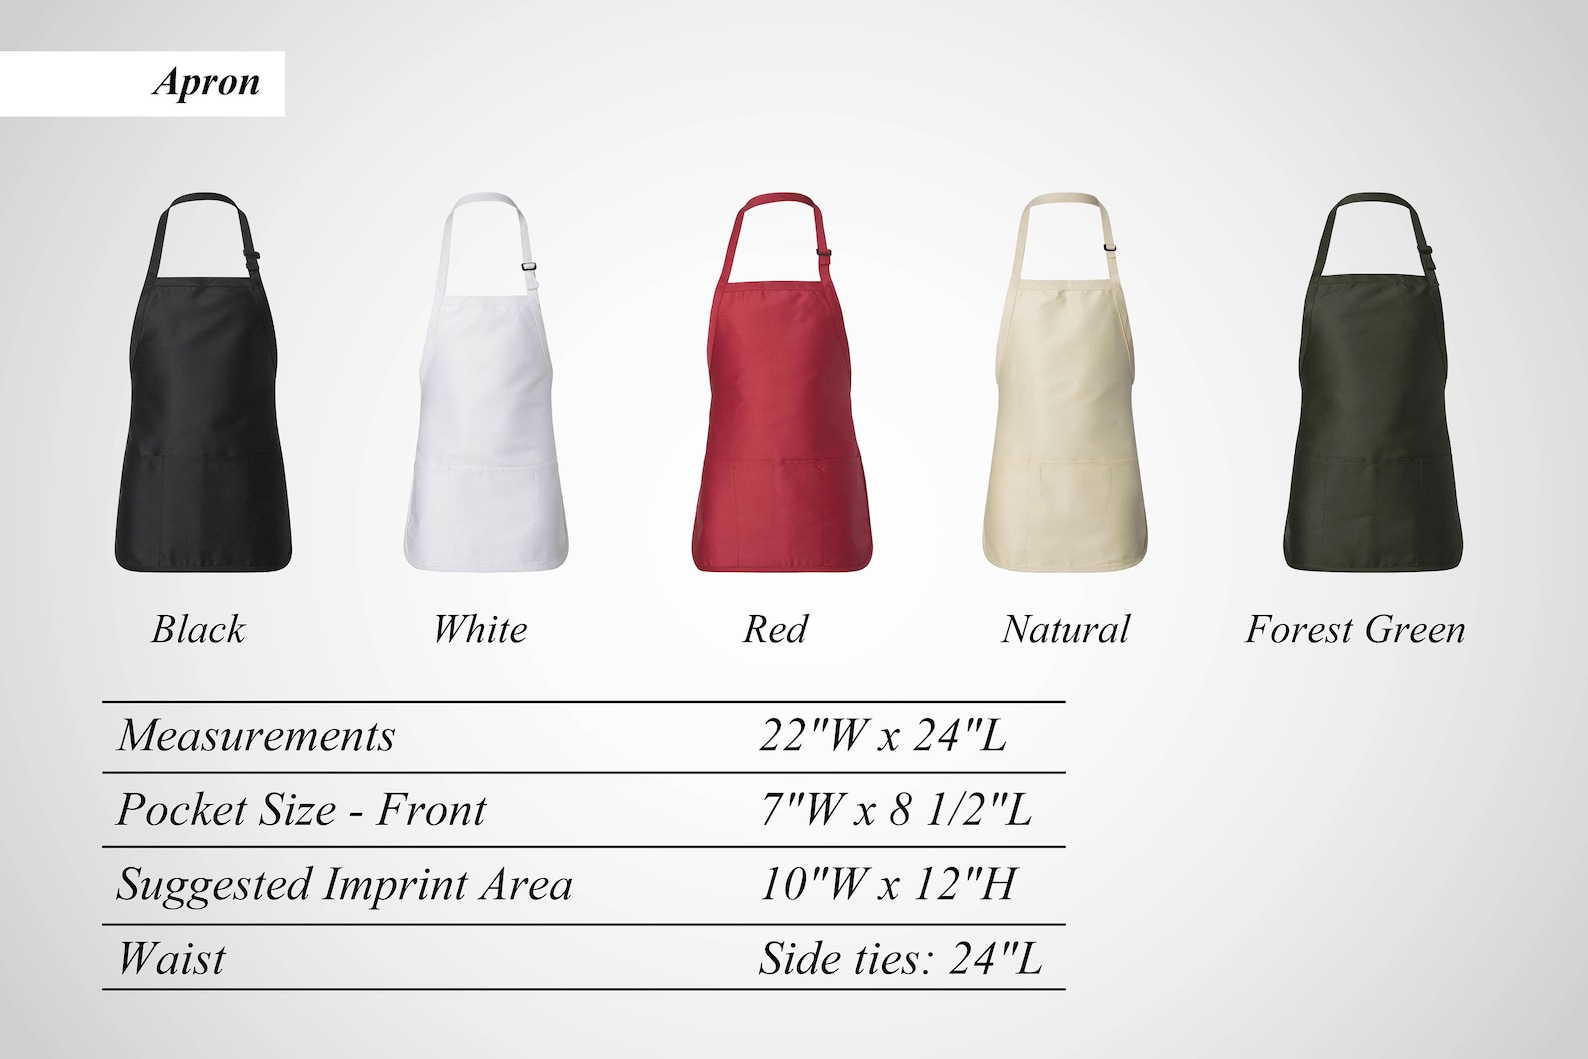 Apron
Black
White
Red
Natural
Forest Green
Measurements 22"W x 24"L
Pocket Size - Front 7"W x 8 1/2"L
Suggested Imprint Area 10"W x 12"H
Waist Side ties: 24"L